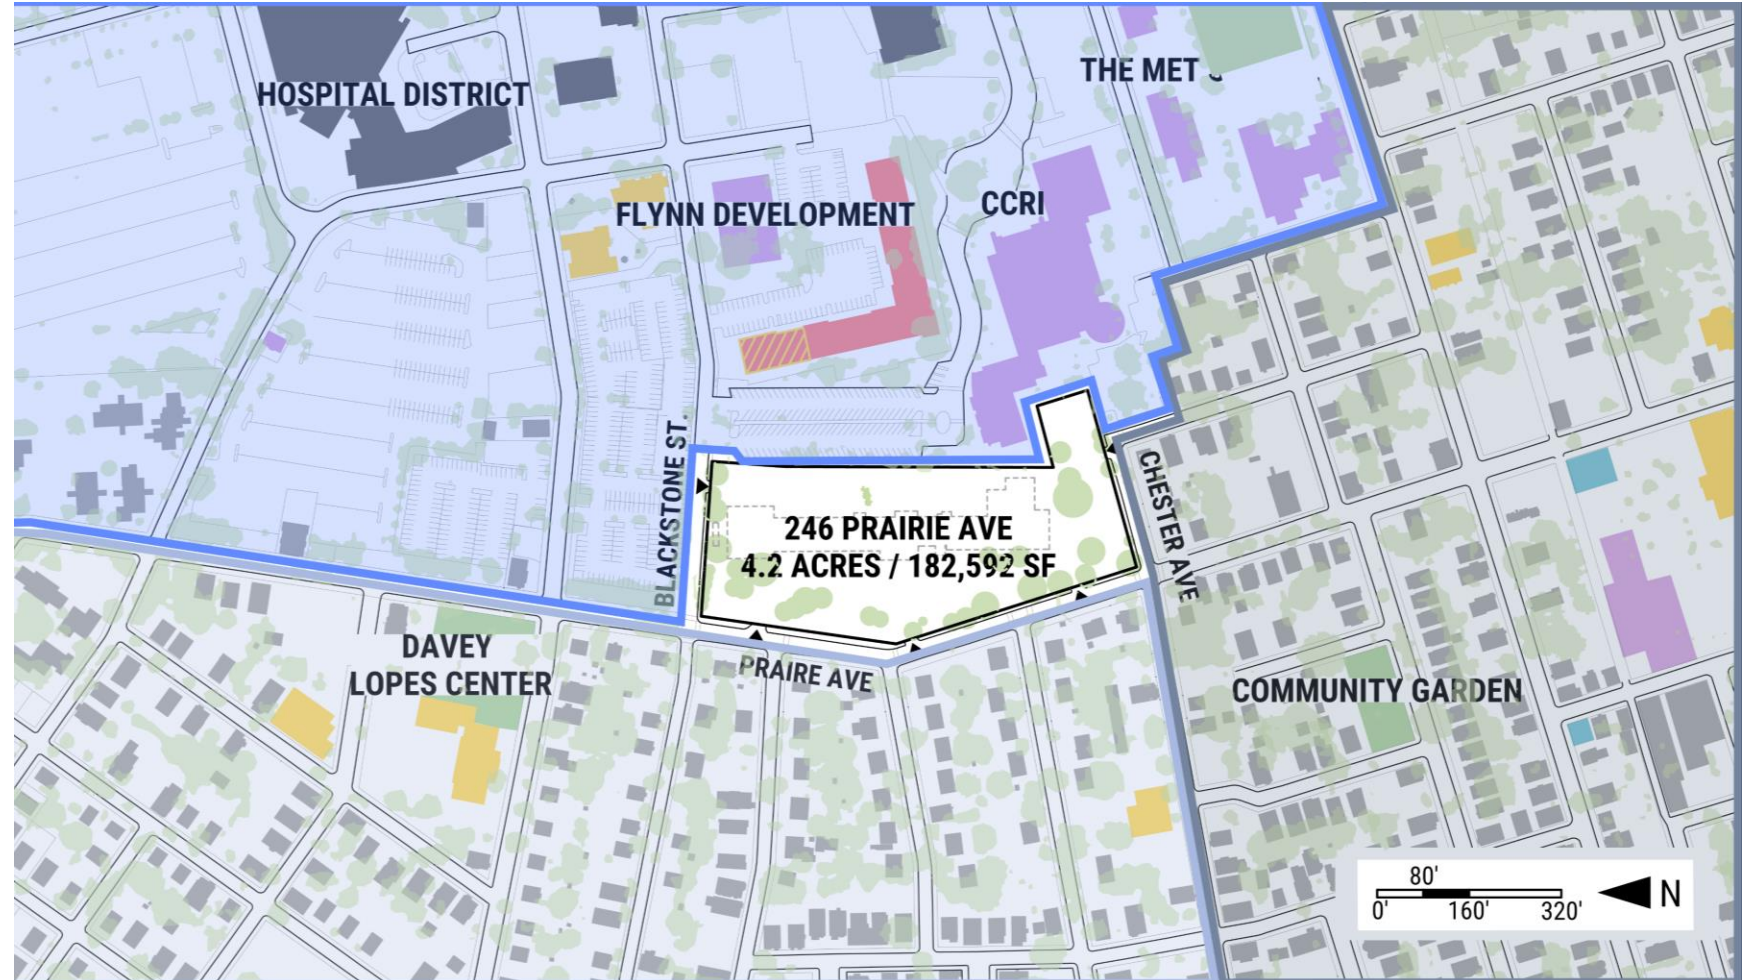 HOSPITAL DISTRICT
THE MET
FLYNN DEVELOPMENT
CCRI
BLACKSTONE ST.
CHESTER AVE
246 PRAIRIE AVE
4.2 ACRES / 182,592 SF
DAVEY
LOPES CENTER
PRAIRE AVE
COMMUNITY GARDEN
80'
0' 160' 320'
N